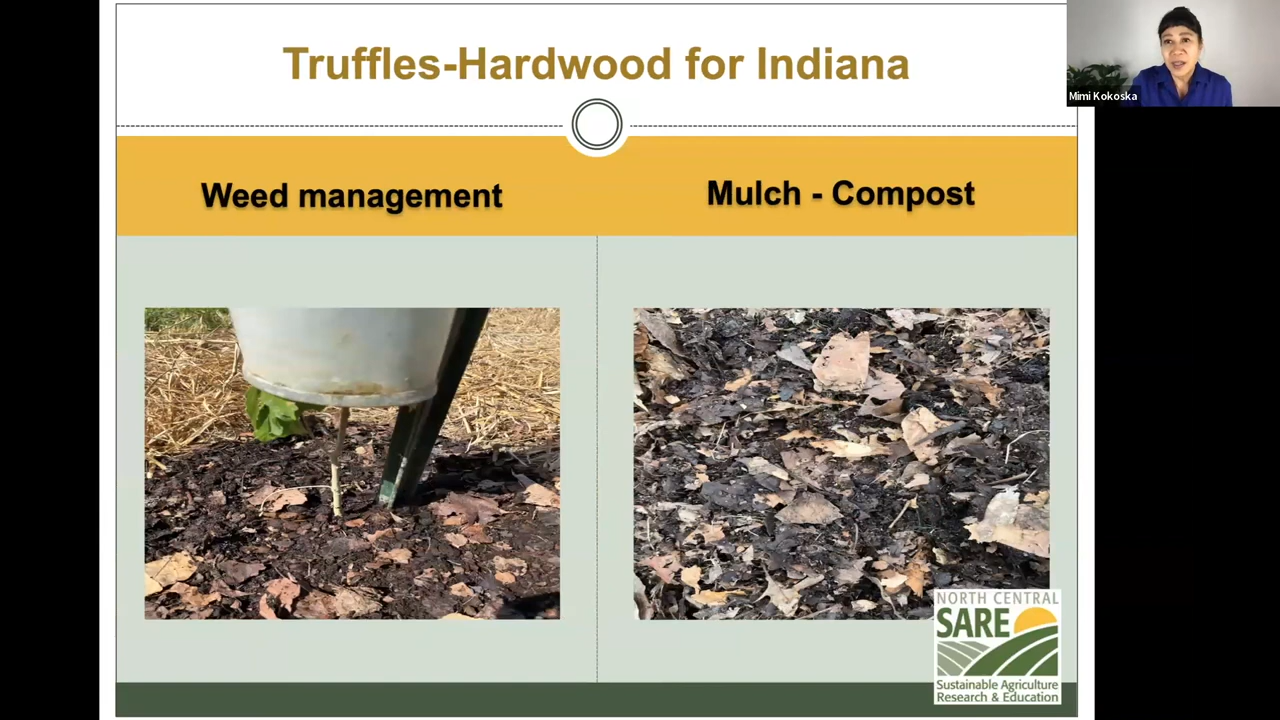 Truffles-Hardwood for Indiana
Mimi Kokoska
Weed management
Mulch - Compost
NORTH CENTRAL
SARE
Sustainable Agriculture
Research & Education